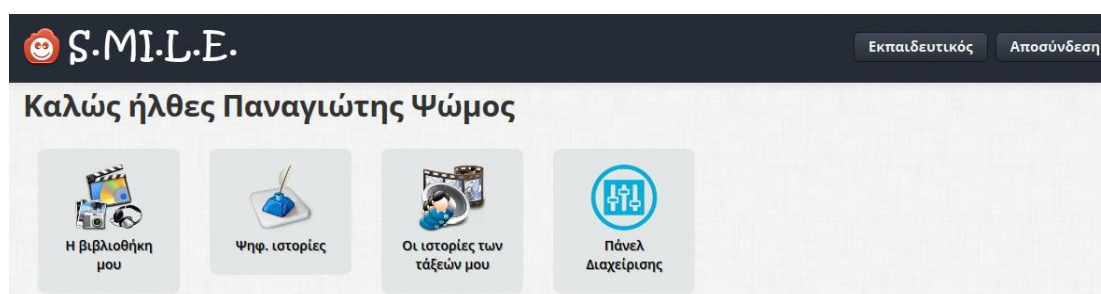 S.MI.L.E.
Εκπαιδευτικός
Αποσύνδεση
Καλώς ήλθες Παναγιώτης Ψώμος
Η βιβλιοθήκη
μου
Ψηφ. ιστορίες
Οι ιστορίες των
τάξεών μου
Πάνελ
Διαχείρισης